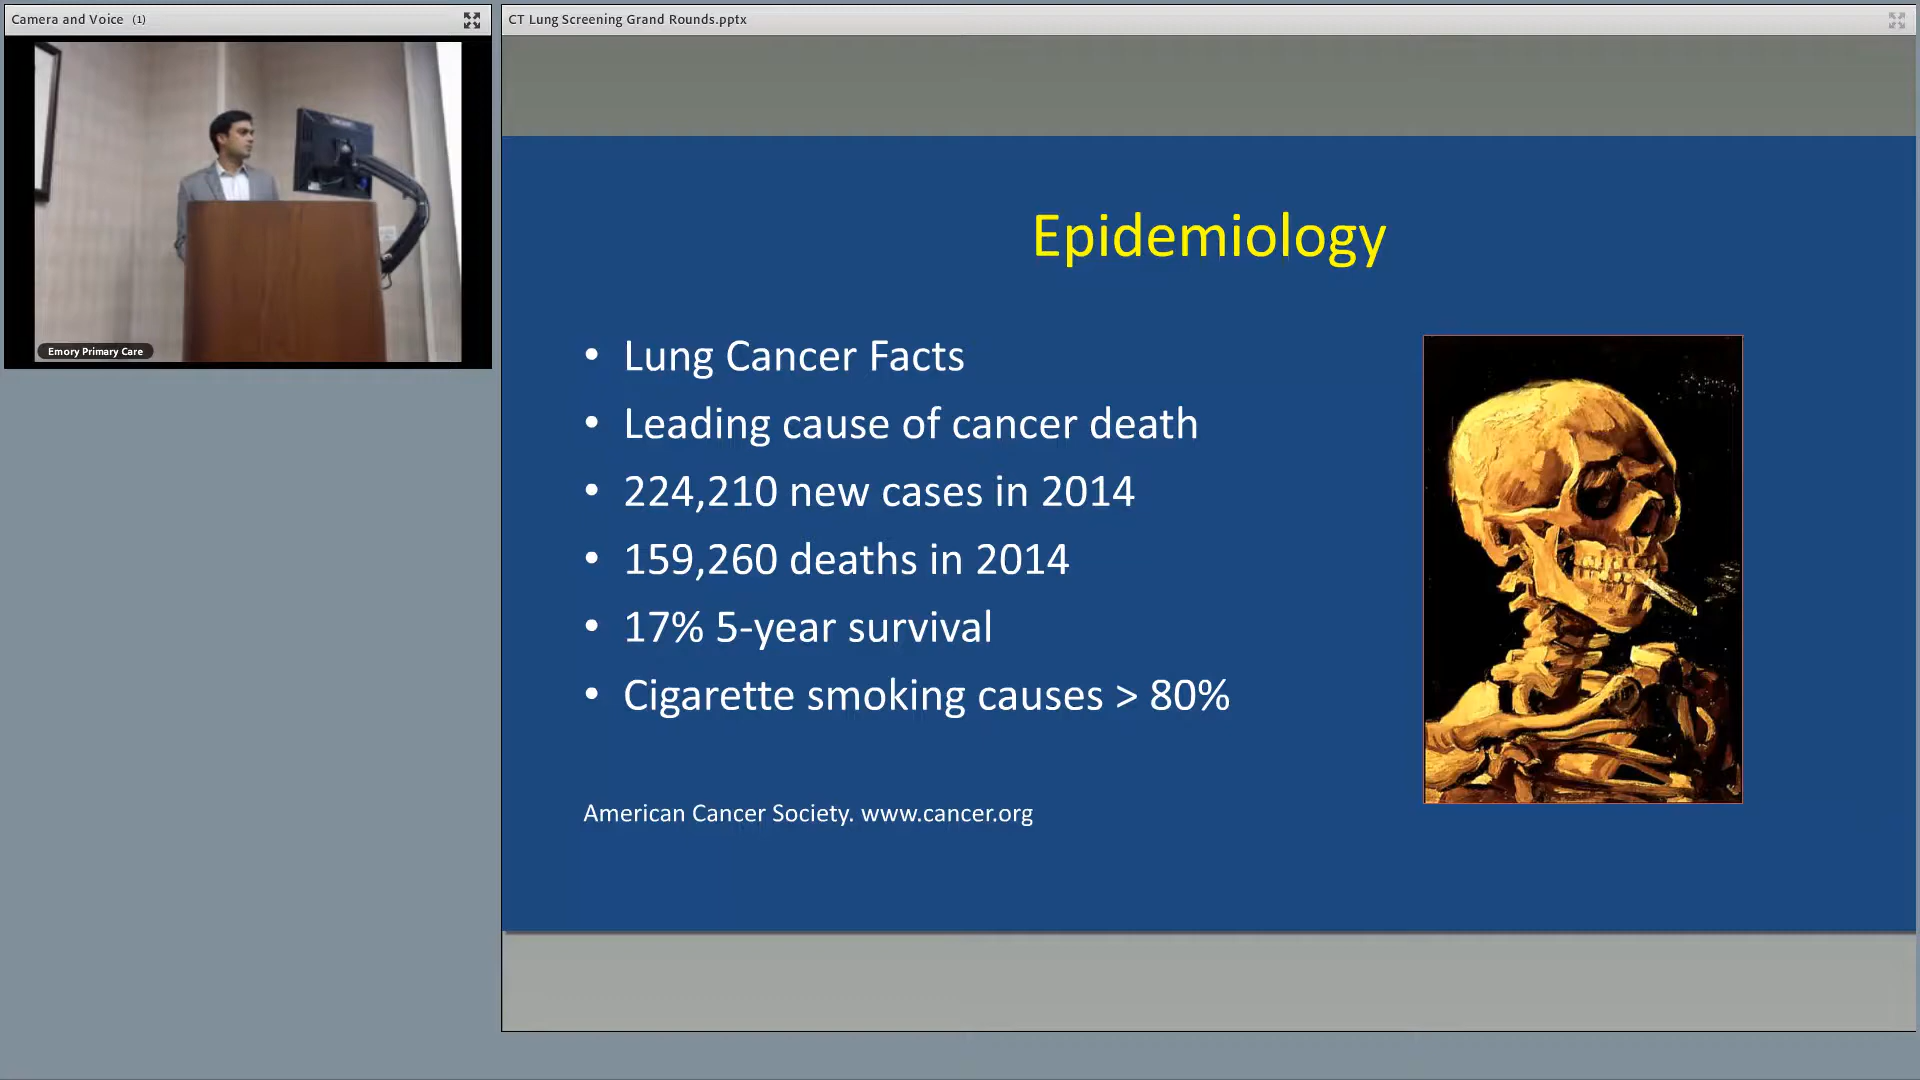 Camera and Voice (1)
CT Lung Screening Grand Rounds.pptx
Emory Primary Care
Epidemiology
• Lung Cancer Facts
• Leading cause of cancer death
• 224,210 new cases in 2014
• 159,260 deaths in 2014
• 17% 5-year survival
• Cigarette smoking causes > 80%
American Cancer Society. www.cancer.org